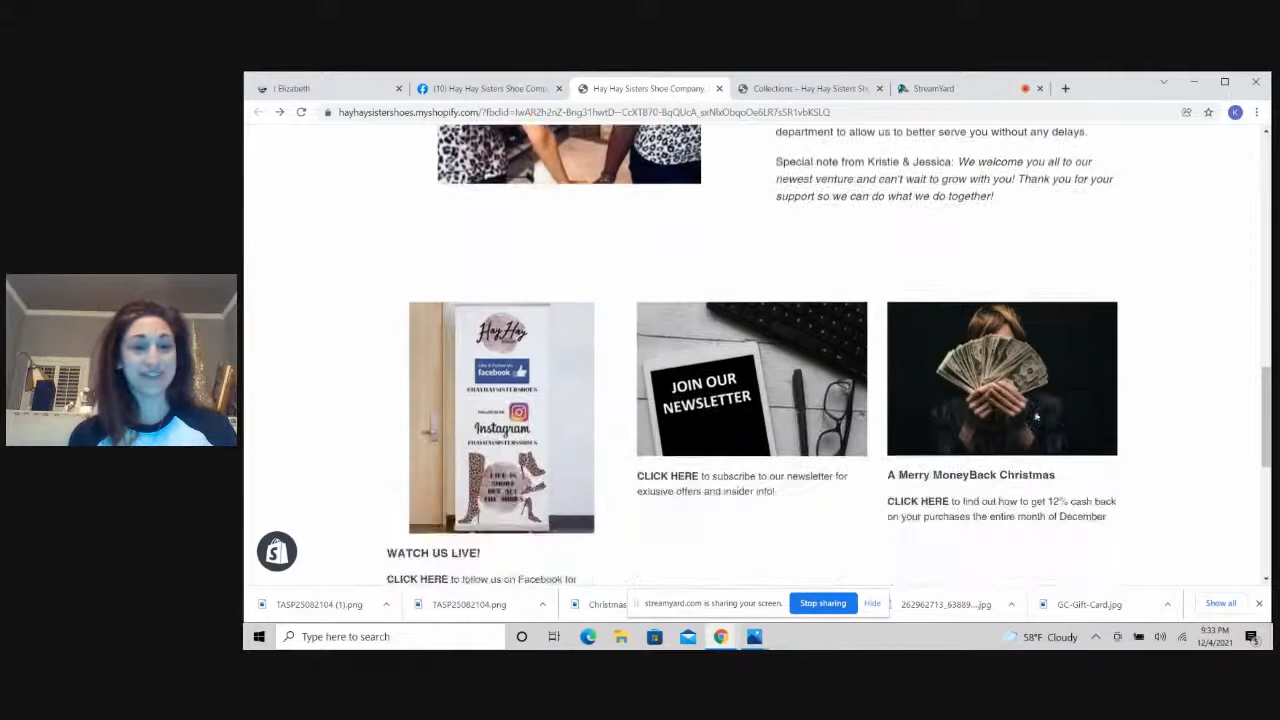 Elizabeth
(10) Hay Hay Sisters Shoe Comp
Hay Hay Sisters Shoe Company,
Collections – Hay Hay Sisters Sh
StreamYard
K
department to allow us to better serve you without any delays.
Special note from Kristie & Jessica: We welcome you all to our
newest venture and can't wait to grow with you! Thank you for your
support so we can do what we do together!
HayHay
Like & Follow Us
facebook
@HAYHAYSISTERSHOES
Instagram
JOIN OUR
NEWSLETTER
CLICK HERE to subscribe to our newsletter for
exlusive offers and insider info!
A Merry MoneyBack Christmas
CLICK HERE to find out how to get 12% cash back
on your purchases the entire month of December
WATCH US LIVE!
CLICK HERE to follow us on Facebook for
TASP25082104 (1).png
TASP25082104.png
Christmas
streamyard.com is sharing your screen.
Stop sharing
Hide
262962713_63889...jpg
GC-Gift-Card.jpg
Show all
Type here to search
58°F Cloudy
9:33 PM
12/4/2021